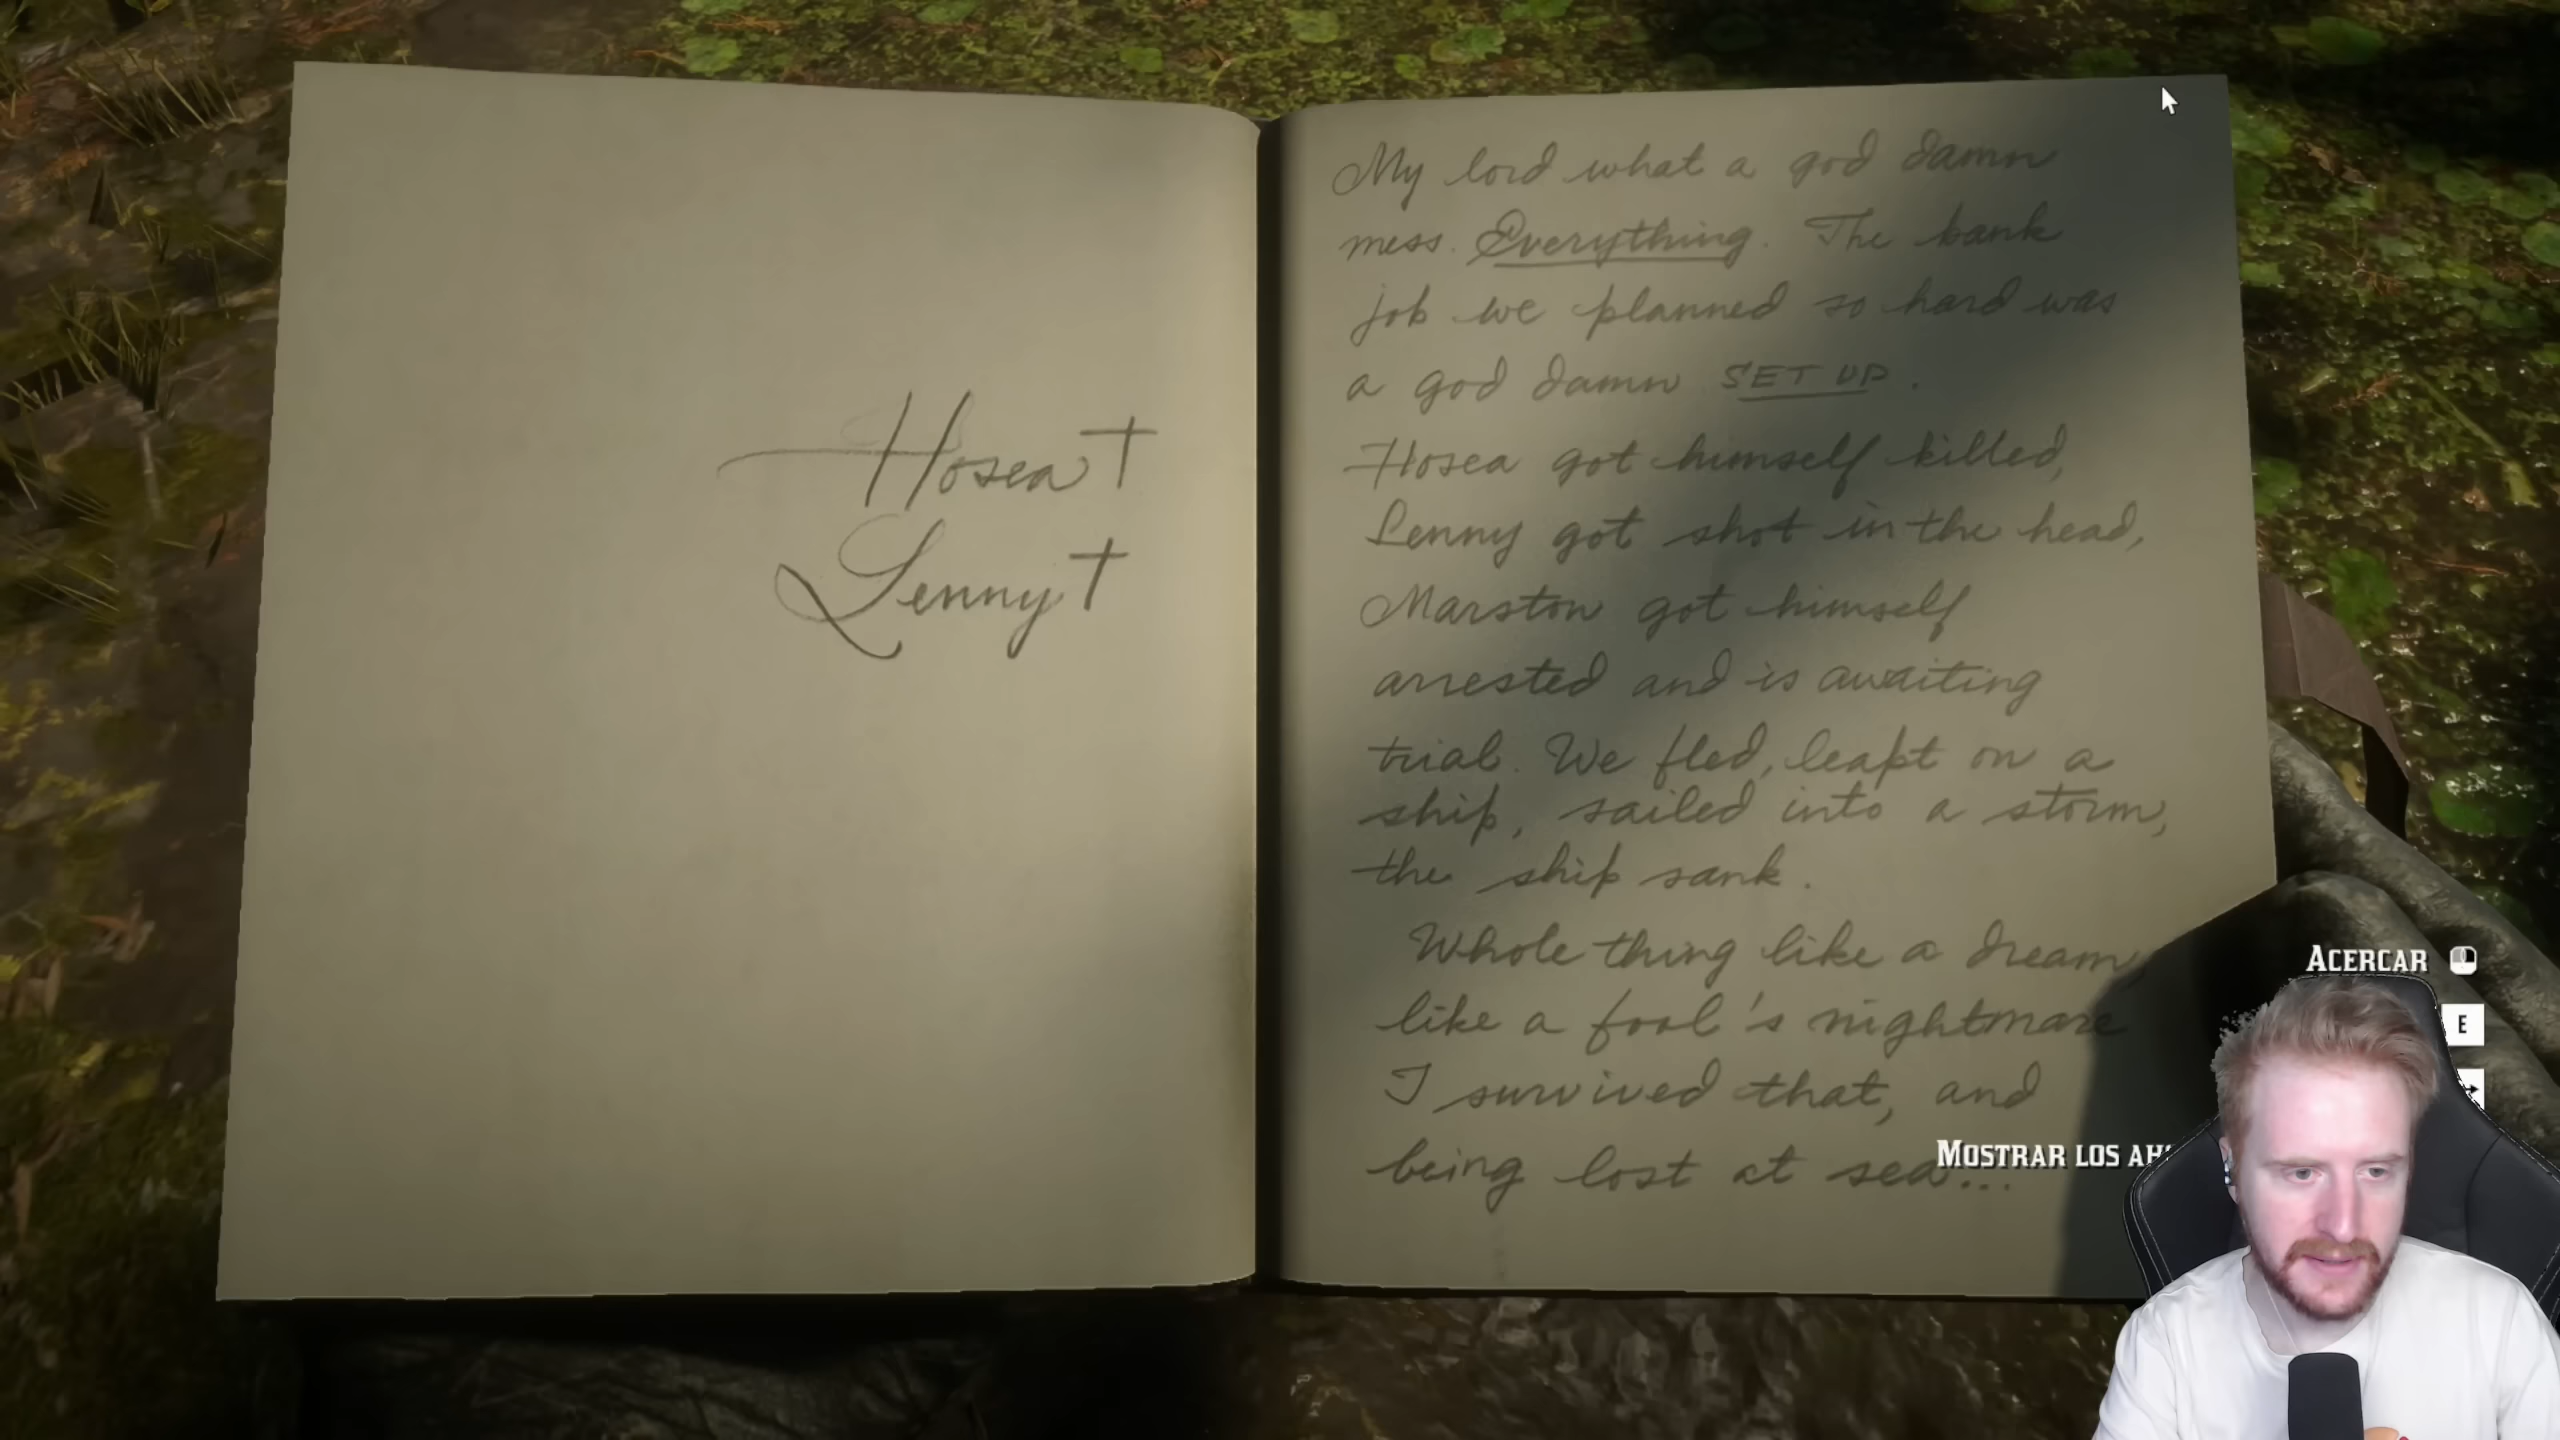 Hosea †
Lenny †
My lord what a god damn
mess. Everything. The bank
job we planned so hard was
a god damn SET UP.
Hosea got himself killed,
Lenny got shot in the head,
Marston got himself
arrested and is awaiting
trial. We fled, leapt on a
ship, sailed into a storm,
the ship sank.
Whole thing like a dream,
like a fool's nightmare
I survived that, and
being lost at sea...
ACERCAR
E
MOSTRAR LOS